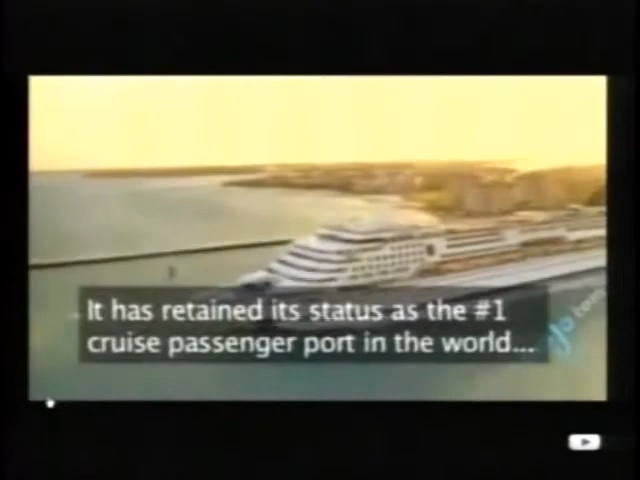 It has retained its status as the #1
cruise passenger port in the world...